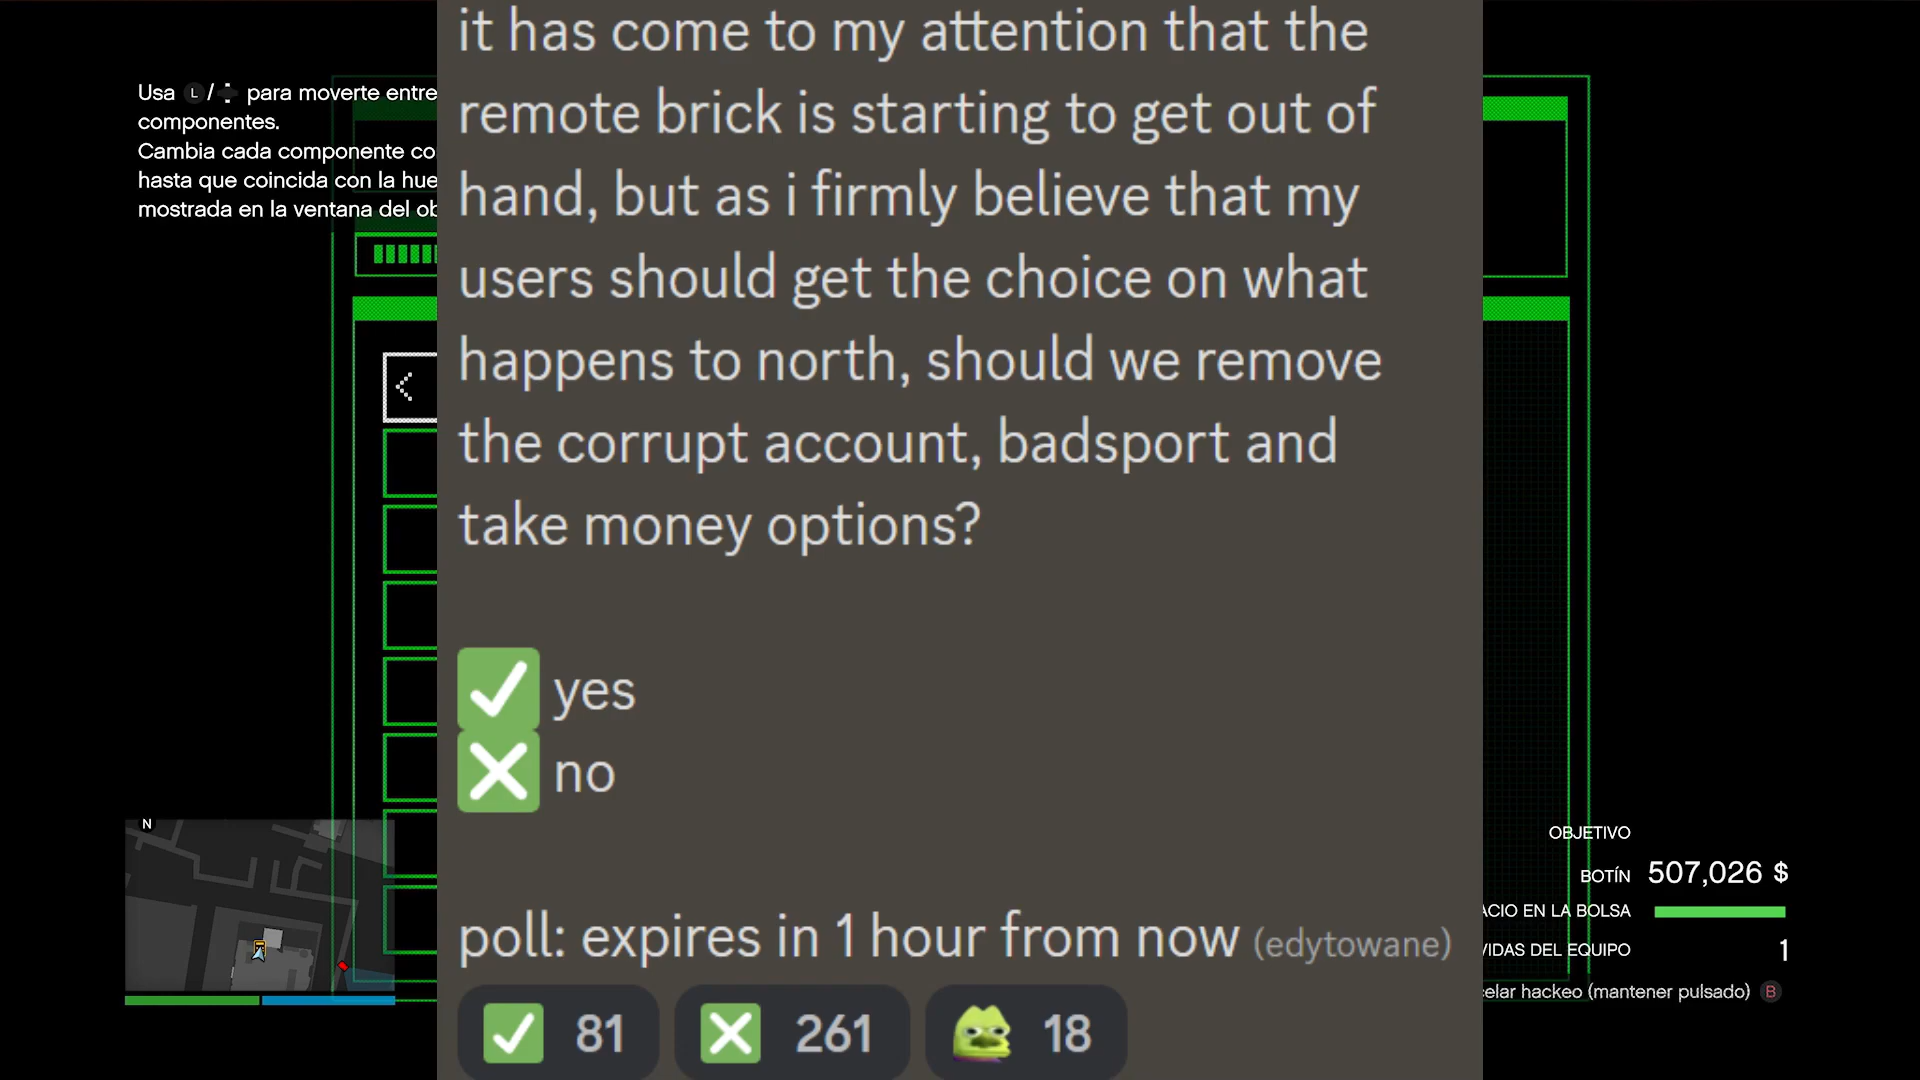 it has come to my attention that the
remote brick is starting to get out of
hand, but as i firmly believe that my
users should get the choice on what
happens to north, should we remove
the corrupt account, badsport and
take money options?
yes
no
poll: expires in 1 hour from now (edytowane)
81 261 18
Usa L / para moverte entre
componentes.
Cambia cada componente co
hasta que coincida con la hue
mostrada en la ventana del ob
N
OBJETIVO
BOTÍN 507,026 $
ACIO EN LA BOLSA
VIDAS DEL EQUIPO 1
celar hackeo (mantener pulsado) B